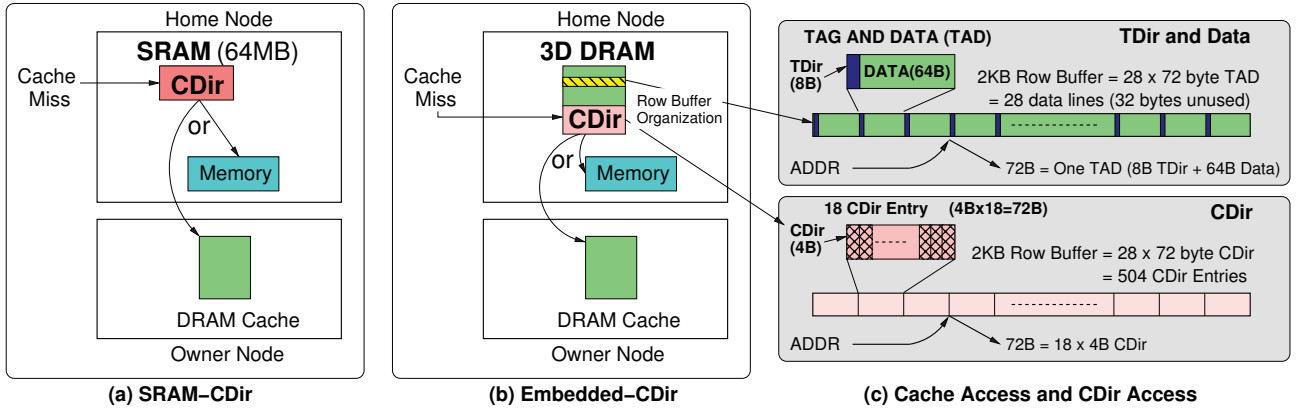 Home Node
SRAM (64MB)
Cache
Miss
CDir
or
Memory
DRAM Cache
Owner Node
(a) SRAM–CDir
Home Node
3D DRAM
Cache
Miss
Row Buffer
Organization
CDir
or
Memory
DRAM Cache
Owner Node
(b) Embedded–CDir
TAG AND DATA (TAD)
TDir and Data
TDir
(8B)
DATA(64B)
2KB Row Buffer = 28 x 72 byte TAD
= 28 data lines (32 bytes unused)
ADDR
72B = One TAD (8B TDir + 64B Data)
18 CDir Entry (4Bx18=72B)
CDir
CDir
(4B)
2KB Row Buffer = 28 x 72 byte CDir
= 504 CDir Entries
ADDR
72B = 18 x 4B CDir
(c) Cache Access and CDir Access